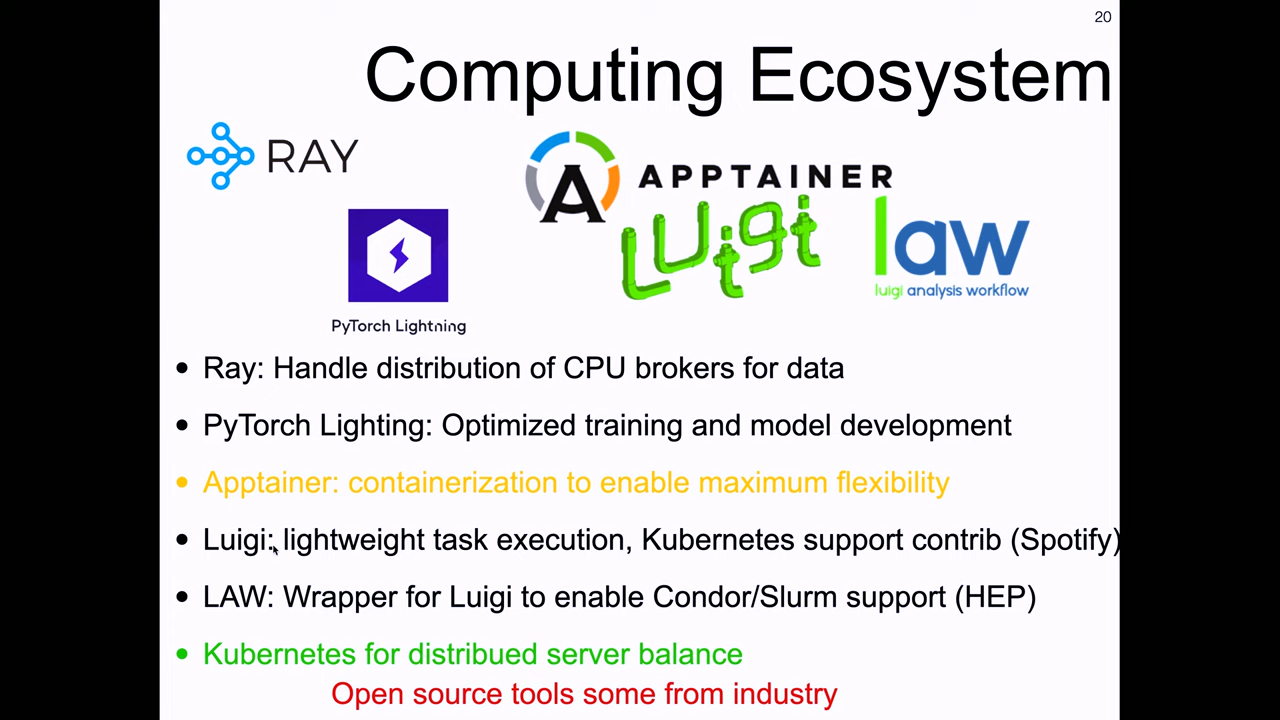 20
Computing Ecosystem
RAY
APPTAINER
Luigi
law
luigi analysis workflow
PyTorch Lightning
• Ray: Handle distribution of CPU brokers for data
• PyTorch Lighting: Optimized training and model development
• Apptainer: containerization to enable maximum flexibility
• Luigi: lightweight task execution, Kubernetes support contrib (Spotify)
• LAW: Wrapper for Luigi to enable Condor/Slurm support (HEP)
• Kubernetes for distribued server balance
Open source tools some from industry